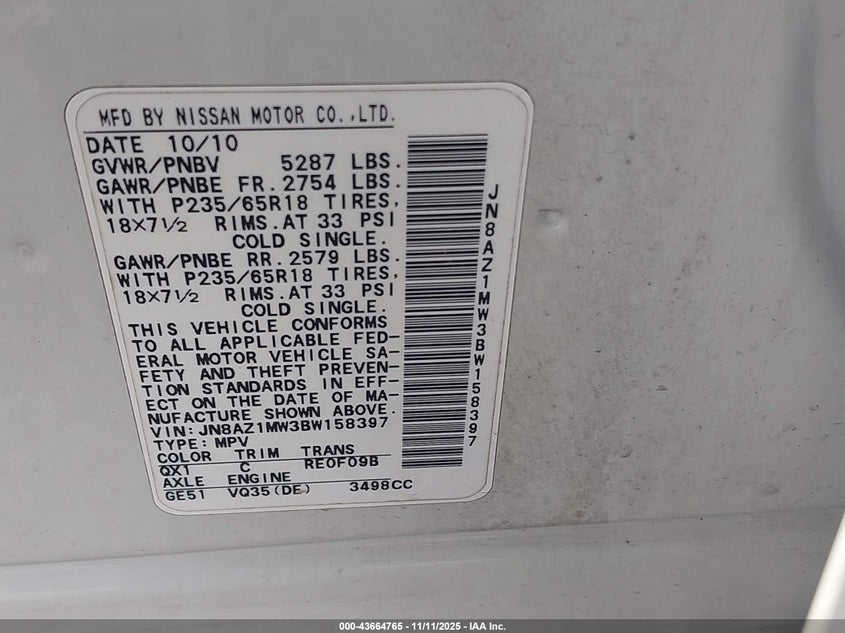 MFD BY NISSAN MOTOR CO.,LTD.
DATE 10/10
GVWR/PNBV 5287 LBS.
GAWR/PNBE FR. 2754 LBS.
WITH P235/65R18 TIRES,
18X7½ RIMS.AT 33 PSI
COLD SINGLE.
GAWR/PNBE RR. 2579 LBS.
WITH P235/65R18 TIRES,
18X7½ RIMS.AT 33 PSI
COLD SINGLE.
THIS VEHICLE CONFORMS
TO ALL APPLICABLE FED-
ERAL MOTOR VEHICLE SA-
FETY AND THEFT PREVEN-
TION STANDARDS IN EFF-
ECT ON THE DATE OF MA-
NUFACTURE SHOWN ABOVE.
VIN:JN8AZ1MW3BW158397
TYPE:MPV
COLOR TRIM TRANS
QX1 C RE0F09B
AXLE ENGINE
GE51 VQ35(DE) 3498CC
JN8AZ1MW3BW158397
000-43664765 - 11/11/2025 - IAA Inc.